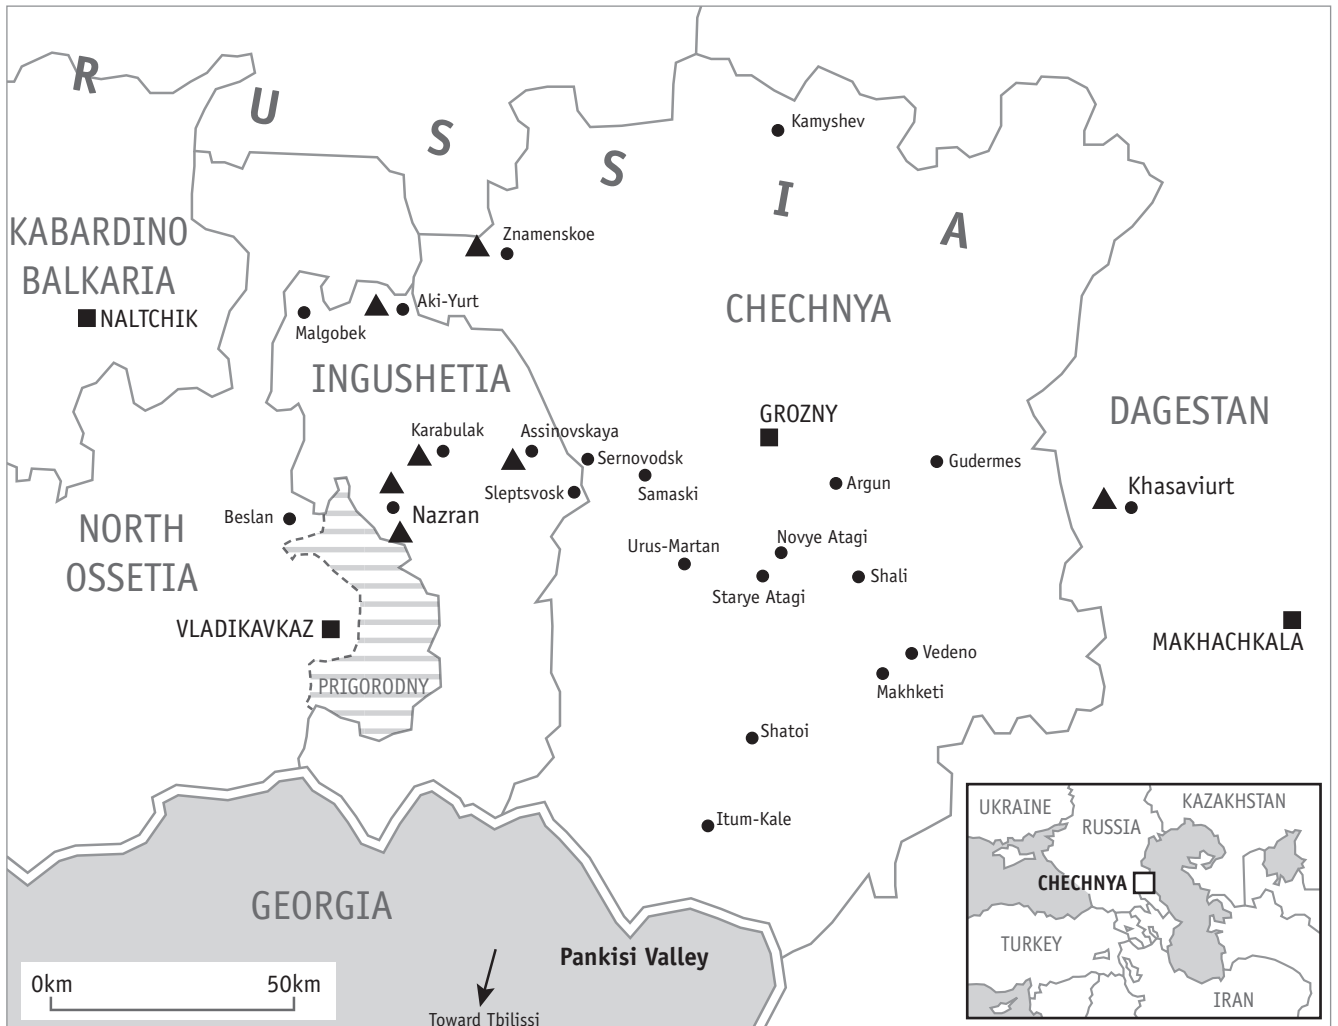 RUSSIA
Kamyshev
KABARDINO
BALKARIA
NALTCHIK
Znamenskoe
Aki-Yurt
Malgobek
INGUSHETIA
CHECHNYA
GROZNY
DAGESTAN
Karabulak
Assinovskaya
Sernovodsk
Gudermes
Sleptsvosk
Samaski
Argun
Khasaviurt
Beslan
Nazran
NORTH
OSSETIA
Urus-Martan
Novye Atagi
Starye Atagi
Shali
VLADIKAVKAZ
MAKHACHKALA
PRIGORODNY
Vedeno
Makhketi
Shatoi
Itum-Kale
GEORGIA
Pankisi Valley
0km
50km
Toward Tbilissi
UKRAINE
KAZAKHSTAN
RUSSIA
CHECHNYA
TURKEY
IRAN